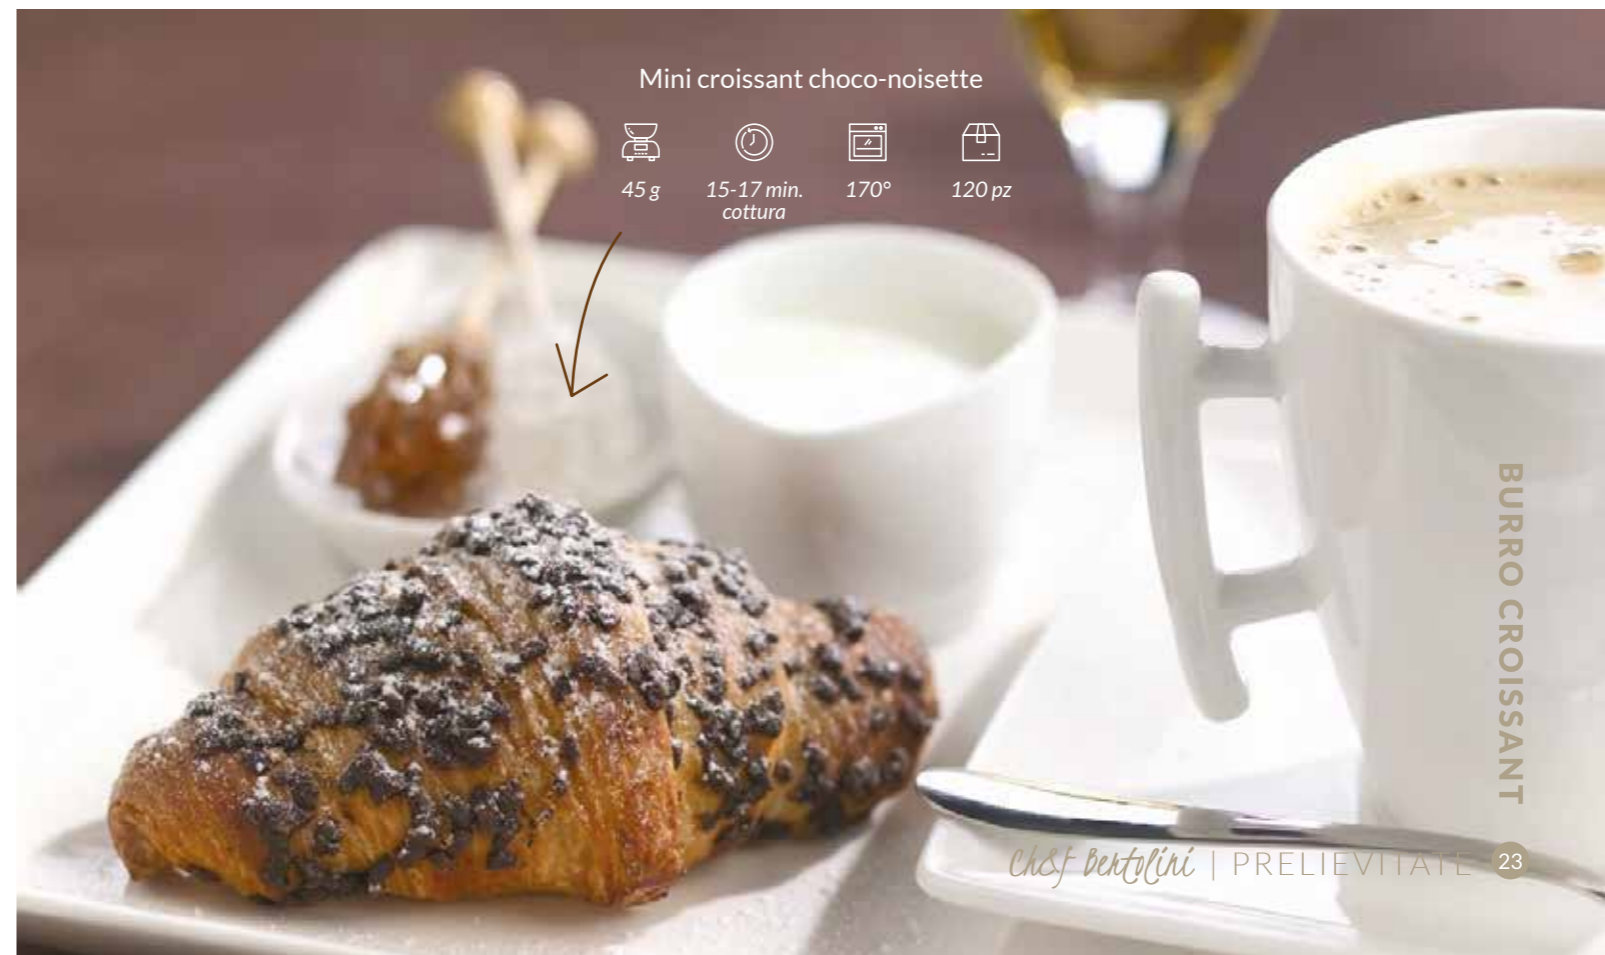 Mini croissant choco-noisette
45 g
15-17 min.
cottura
170°
120 pz
BURRO CROISSANT
Chef Bertolini | PRELIEVITATE 23